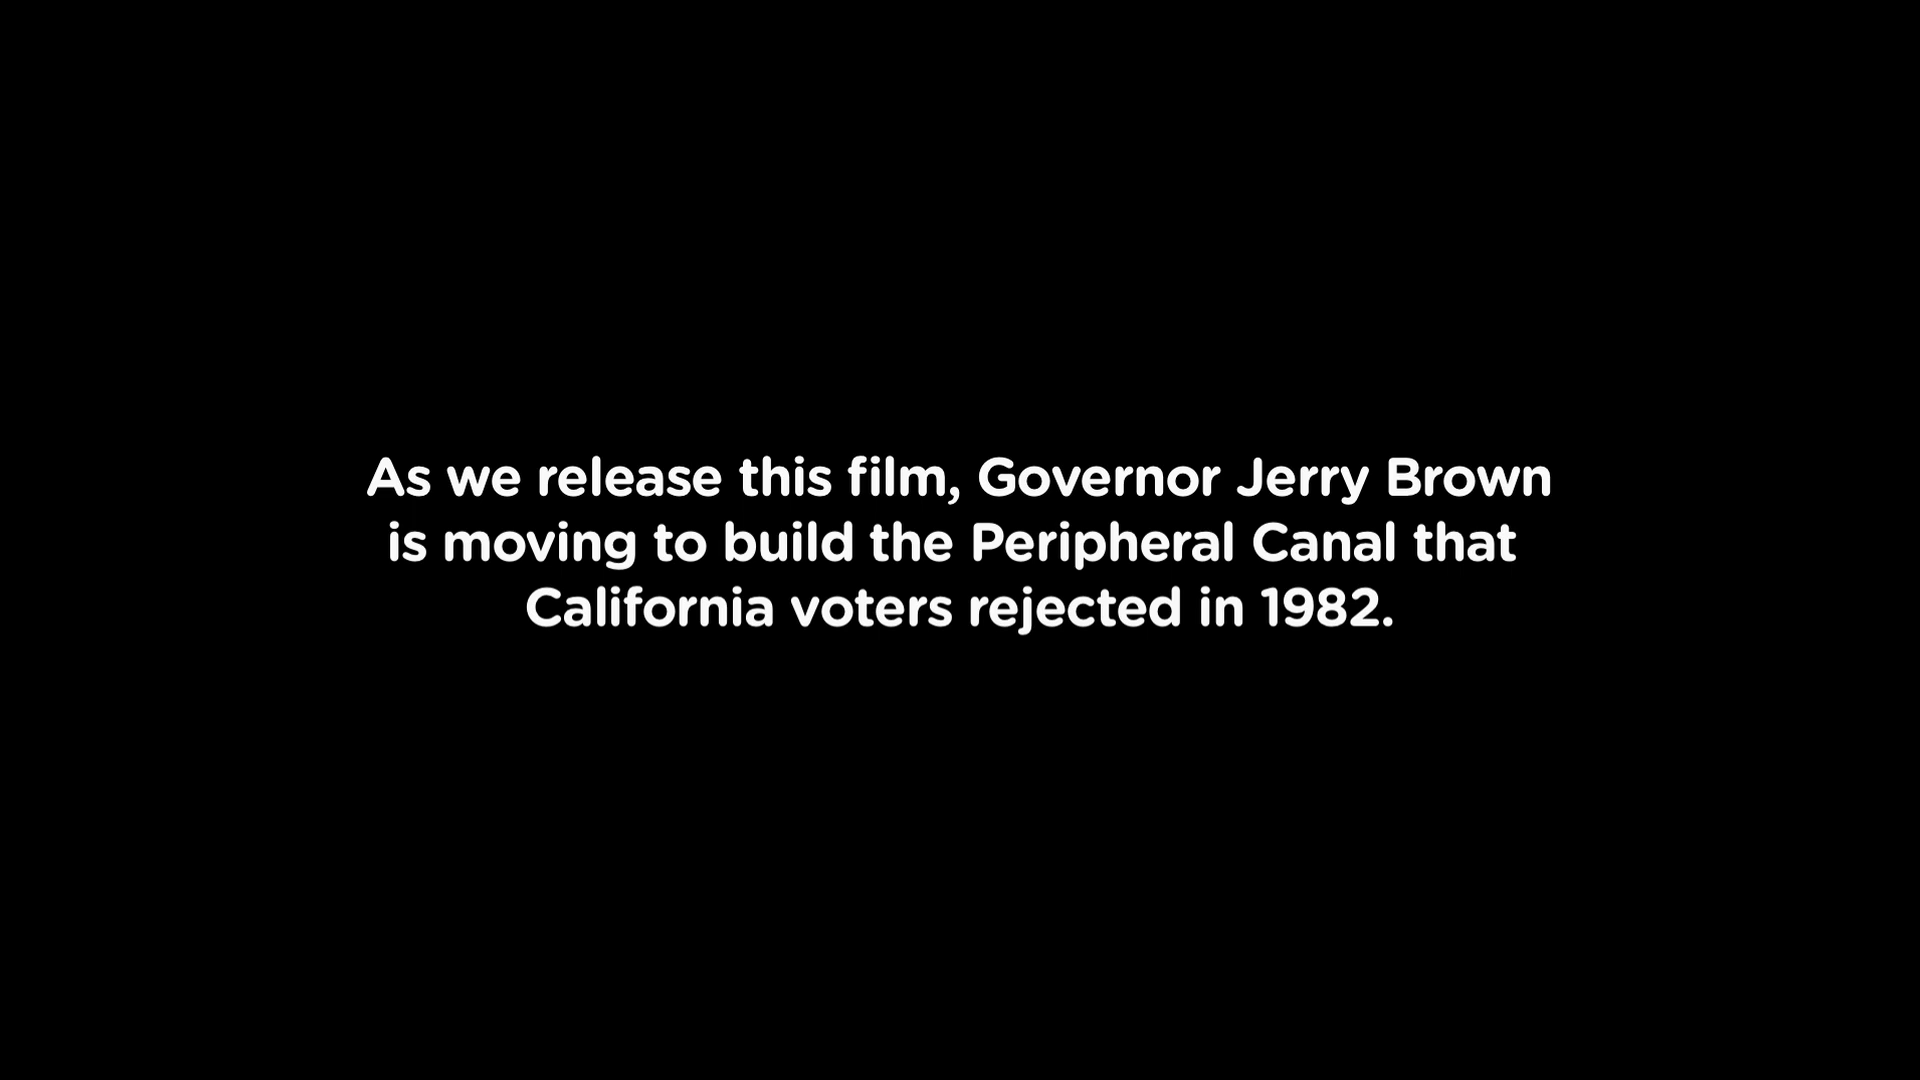 As we release this film, Governor Jerry Brown
is moving to build the Peripheral Canal that
California voters rejected in 1982.